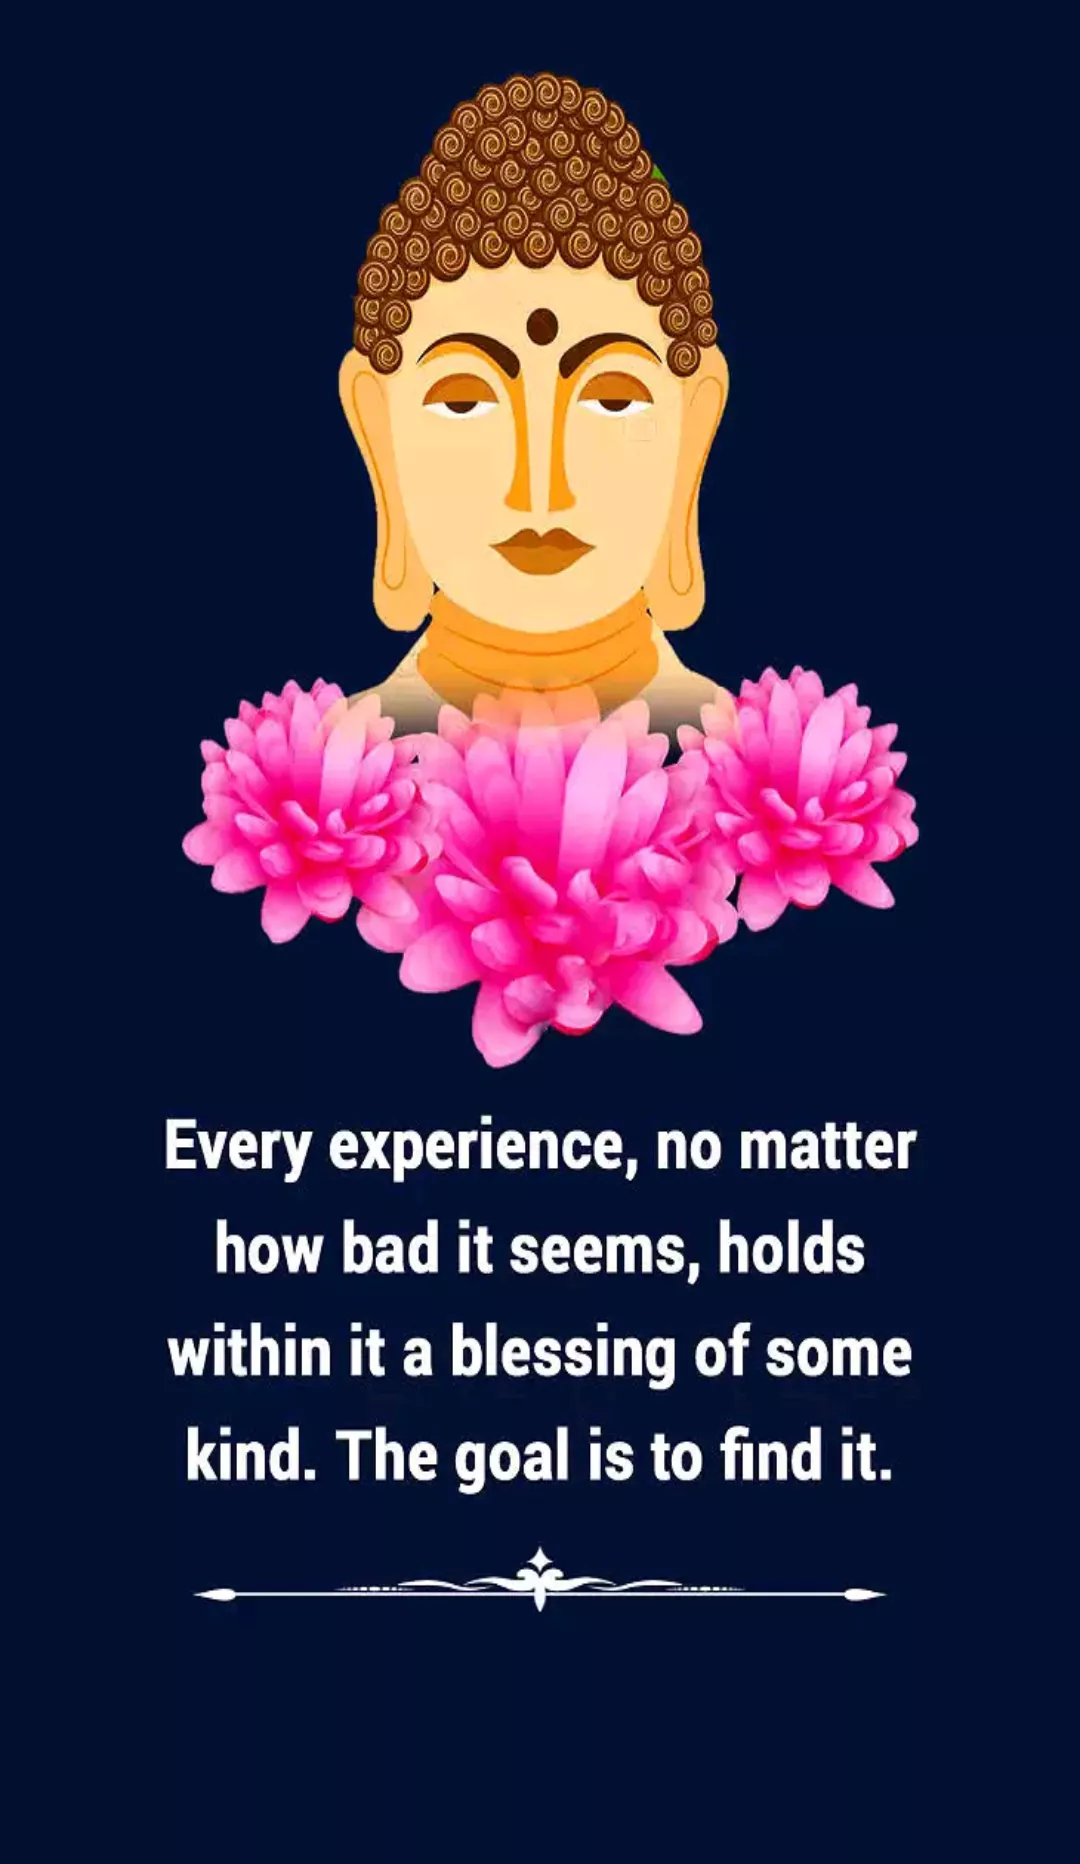 Every experience, no matter
how bad it seems, holds
within it a blessing of some
kind. The goal is to find it.